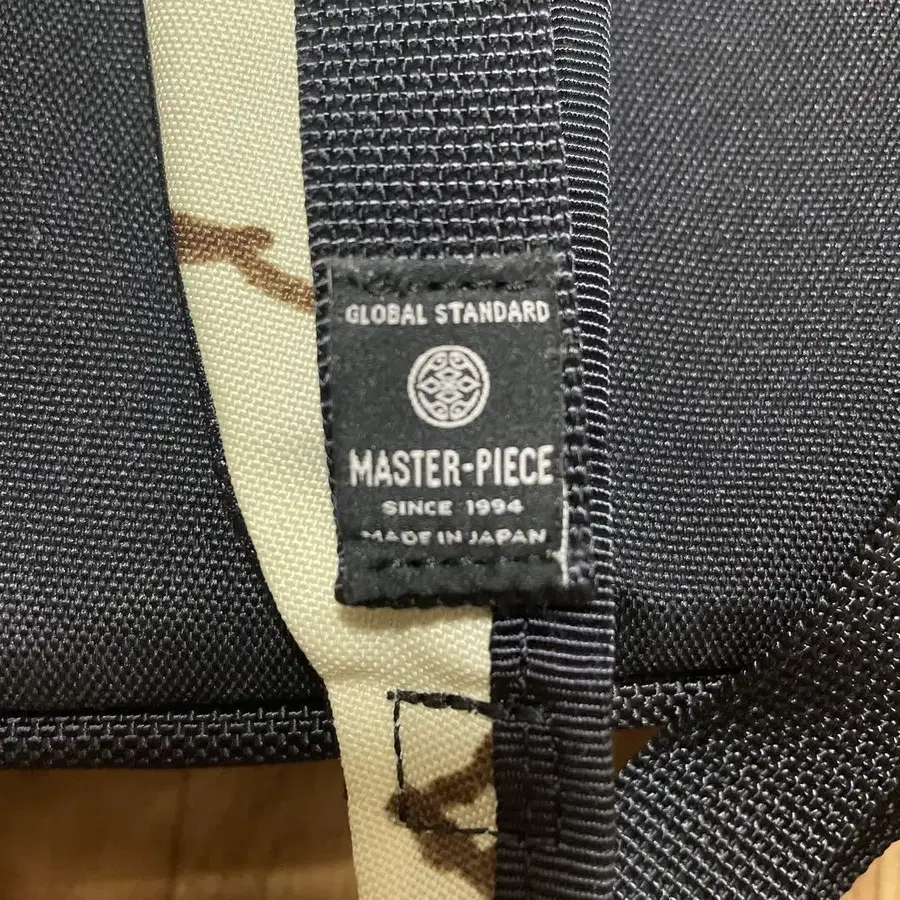 GLOBAL STANDARD
MASTER-PIECE
SINCE 1994
MADE IN JAPAN